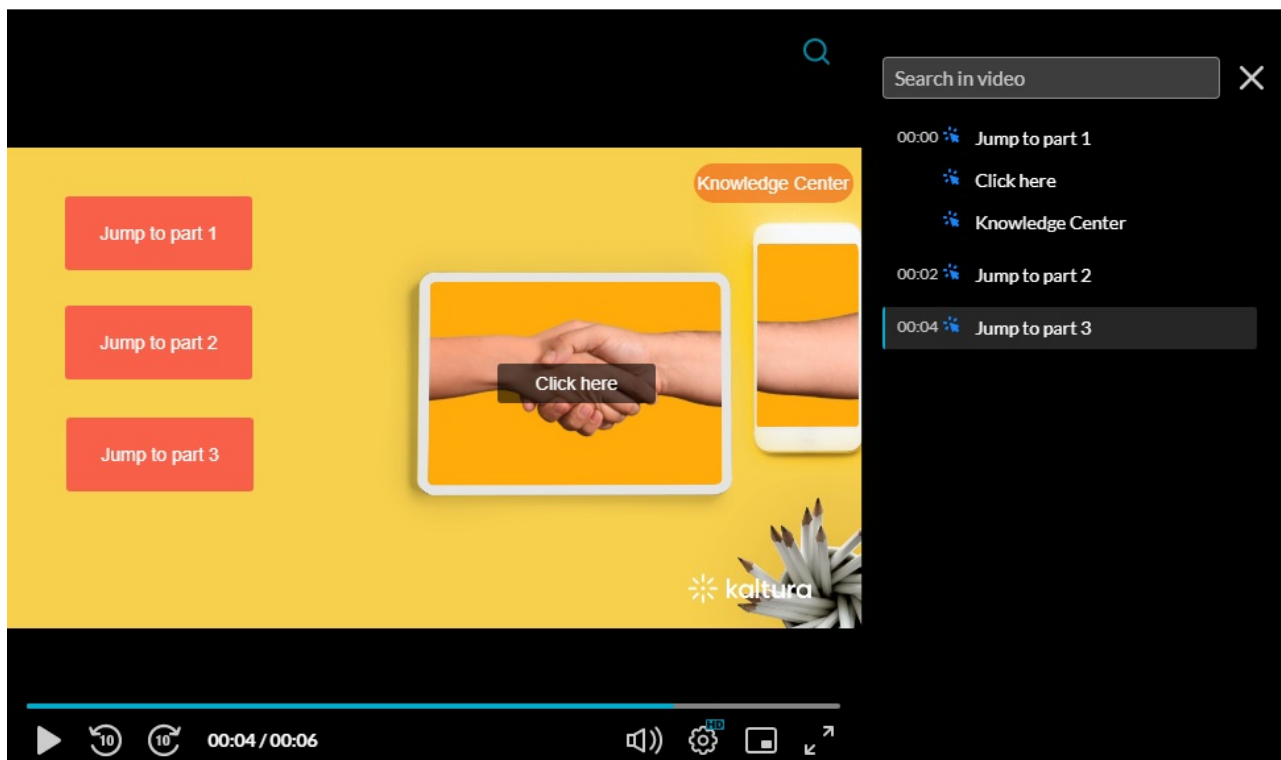 Search in video
00:00 Jump to part 1
Click here
Knowledge Center
00:02 Jump to part 2
00:04 Jump to part 3
Knowledge Center
Jump to part 1
Jump to part 2
Click here
Jump to part 3
kaltura
10
10
00:04 / 00:06
HD